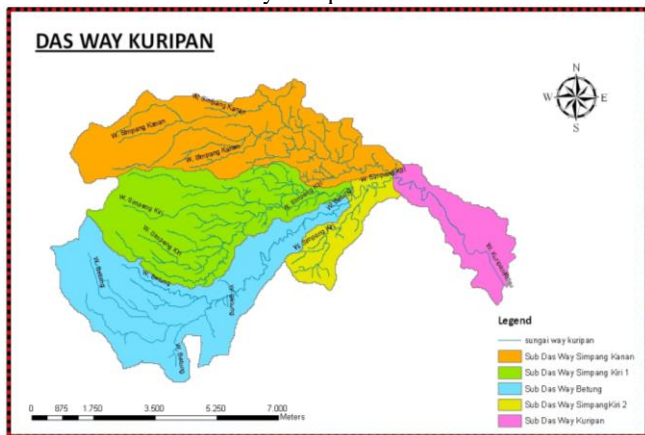 DAS WAY KURIPAN
N
W E
S
W. Simpang Kanan
W. Simpang Kanan
W. Simpang Kanan
W. Simpang Kiri
W. Simpang Kiri
W. Betung
W. Simpang Kiri
W. Simpang Kiri
W. Simpang Kiri
W. Betung
W. Betung
W. Betung
W. Betung
Legend
sungai way kuripan
Sub Das Way Simpang Kanan
Sub Das Way Simpang Kiri 1
Sub Das Way Betung
Sub Das Way SimpangKiri 2
Sub Das Way Kuripan
0 875 1.750 3.500 5.250 7.000
Meters